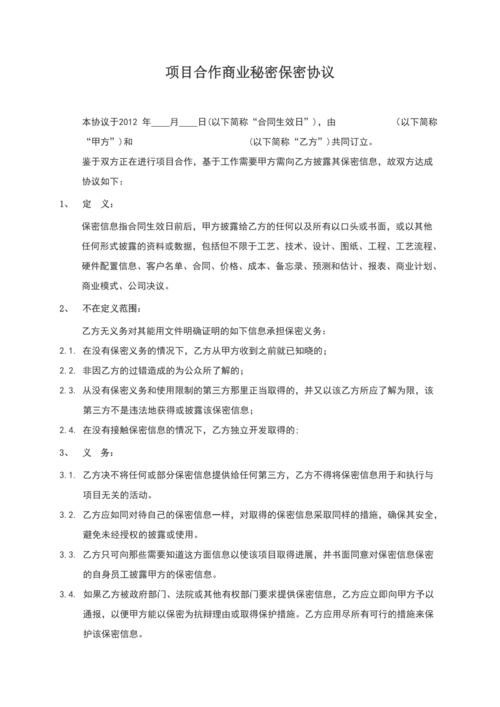 项目合作商业秘密保密协议
本协议于2012 年____月____日(以下简称“合同生效日”)，由 （以下简称
“甲方”)和 （以下简称“乙方”）共同订立。
鉴于双方正在进行项目合作，基于工作需要甲方需向乙方披露其保密信息，故双方达成
协议如下：
1、 定 义：
保密信息指合同生效日前后，甲方披露给乙方的任何以及所有以口头或书面，或以其他
任何形式披露的资料或数据，包括但不限于工艺、技术、设计、图纸、工程、工艺流程、
硬件配置信息、客户名单、合同、价格、成本、备忘录、预测和估计、报表、商业计划、
商业模式、公司决议。
2、 不在定义范围：
乙方无义务对其能用文件明确证明的如下信息承担保密义务：
2.1. 在没有保密义务的情况下，乙方从甲方收到之前就已知晓的；
2.2. 非因乙方的过错造成的为公众所了解的；
2.3. 从没有保密义务和使用限制的第三方那里正当取得的，并又以该乙方所应了解为限，该
第三方不是违法地获得或披露该保密信息；
2.4. 在没有接触保密信息的情况下，乙方独立开发取得的；
3、 义 务：
3.1. 乙方决不将任何或部分保密信息提供给任何第三方，乙方不得将保密信息用于和执行与
项目无关的活动。
3.2. 乙方应如同对待自己的保密信息一样，对取得的保密信息采取同样的措施，确保其安全，
避免未经授权的披露或使用。
3.3. 乙方只可向那些需要知道这方面信息以使该项目取得进展，并书面同意对保密信息保密
的自身员工披露甲方的保密信息。
3.4. 如果乙方被政府部门、法院或其他有权部门要求提供保密信息，乙方应立即向甲方予以
通报，以便甲方能以保密为抗辩理由或取得保护措施。乙方应用尽所有可行的措施来保
护该保密信息。